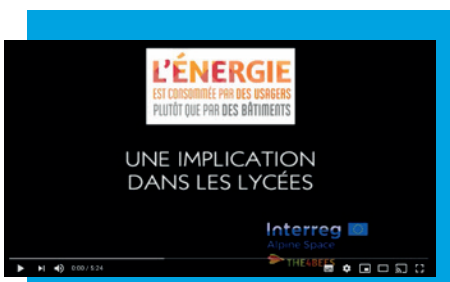 L'ÉNERGIE
EST CONSOMMÉE PAR DES USAGERS
PLUTÔT QUE PAR DES BÂTIMENTS
UNE IMPLICATION
DANS LES LYCÉES
Interreg
Alpine Space
THE4BEES
0:00 / 5:24